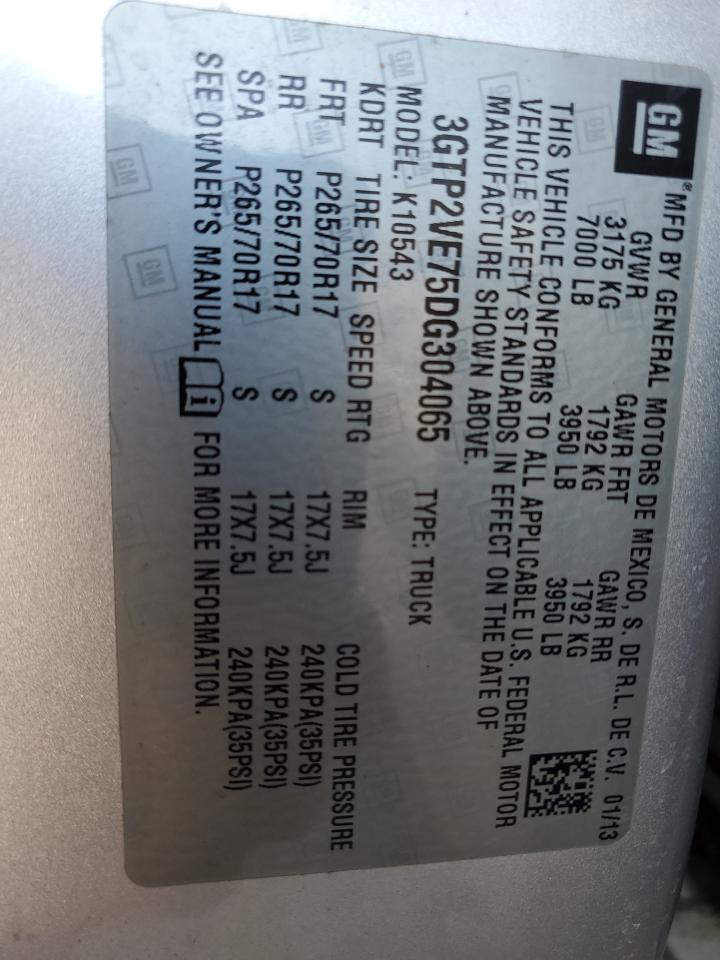 GM® MFD BY GENERAL MOTORS DE MEXICO, S. DE R.L. DE C.V. 01/13
GVWR GAWR FRT GAWR RR
3175 KG 1792 KG 1792 KG
7000 LB 3950 LB 3950 LB
THIS VEHICLE CONFORMS TO ALL APPLICABLE U.S. FEDERAL MOTOR
VEHICLE SAFETY STANDARDS IN EFFECT ON THE DATE OF
MANUFACTURE SHOWN ABOVE.
3GTP2VE75DG304065 TYPE: TRUCK
MODEL: K10543
KDRT TIRE SIZE SPEED RTG RIM COLD TIRE PRESSURE
FRT P265/70R17 S 17X7.5J 240KPA(35PSI)
RR P265/70R17 S 17X7.5J 240KPA(35PSI)
SPA P265/70R17 S 17X7.5J 240KPA(35PSI)
SEE OWNER'S MANUAL i FOR MORE INFORMATION.